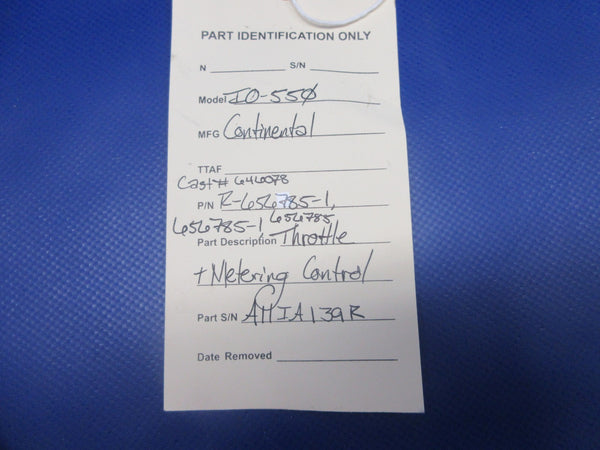 PART IDENTIFICATION ONLY
N S/N
Model IO-550
MFG Continental
TTAF
Cast# 646078
P/N R-656785-1,
656785-1, 656785
Part Description Throttle
+ Metering Control
Part S/N AMIA139R
Date Removed